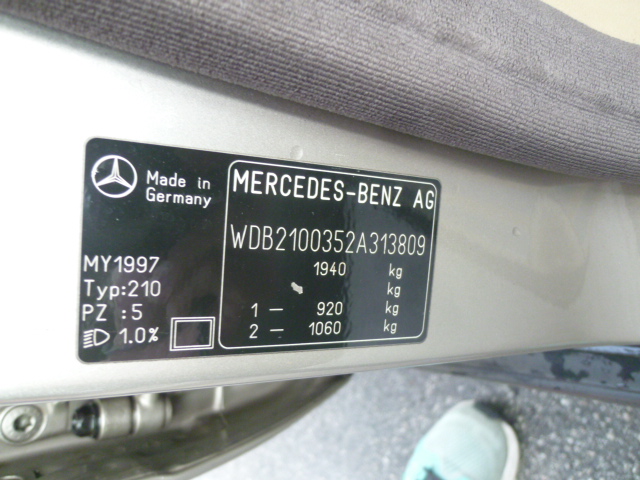 Made in
Germany
MERCEDES-BENZ AG
WDB2100352A313809
1940 kg
kg
1 — 920 kg
2 — 1060 kg
MY1997
Typ:210
PZ :5
1.0%